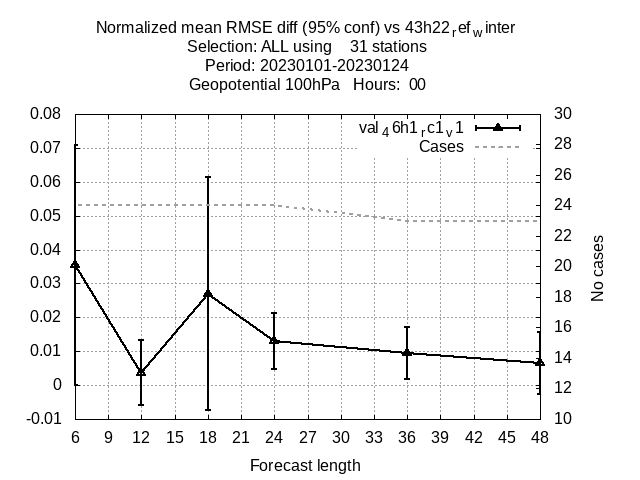 Normalized mean RMSE diff (95% conf) vs 43h22refwinter
Selection: ALL using    31 stations
Period: 20230101-20230124
Geopotential 100hPa   Hours:  00
0.08
0.07
0.06
0.05
0.04
0.03
0.02
0.01
0
-0.01
val46h1rc1v1
Cases
30
28
26
24
22
20
18
16
14
12
10
No cases
6 9 12 15 18 21 24 27 30 33 36 39 42 45 48
Forecast length